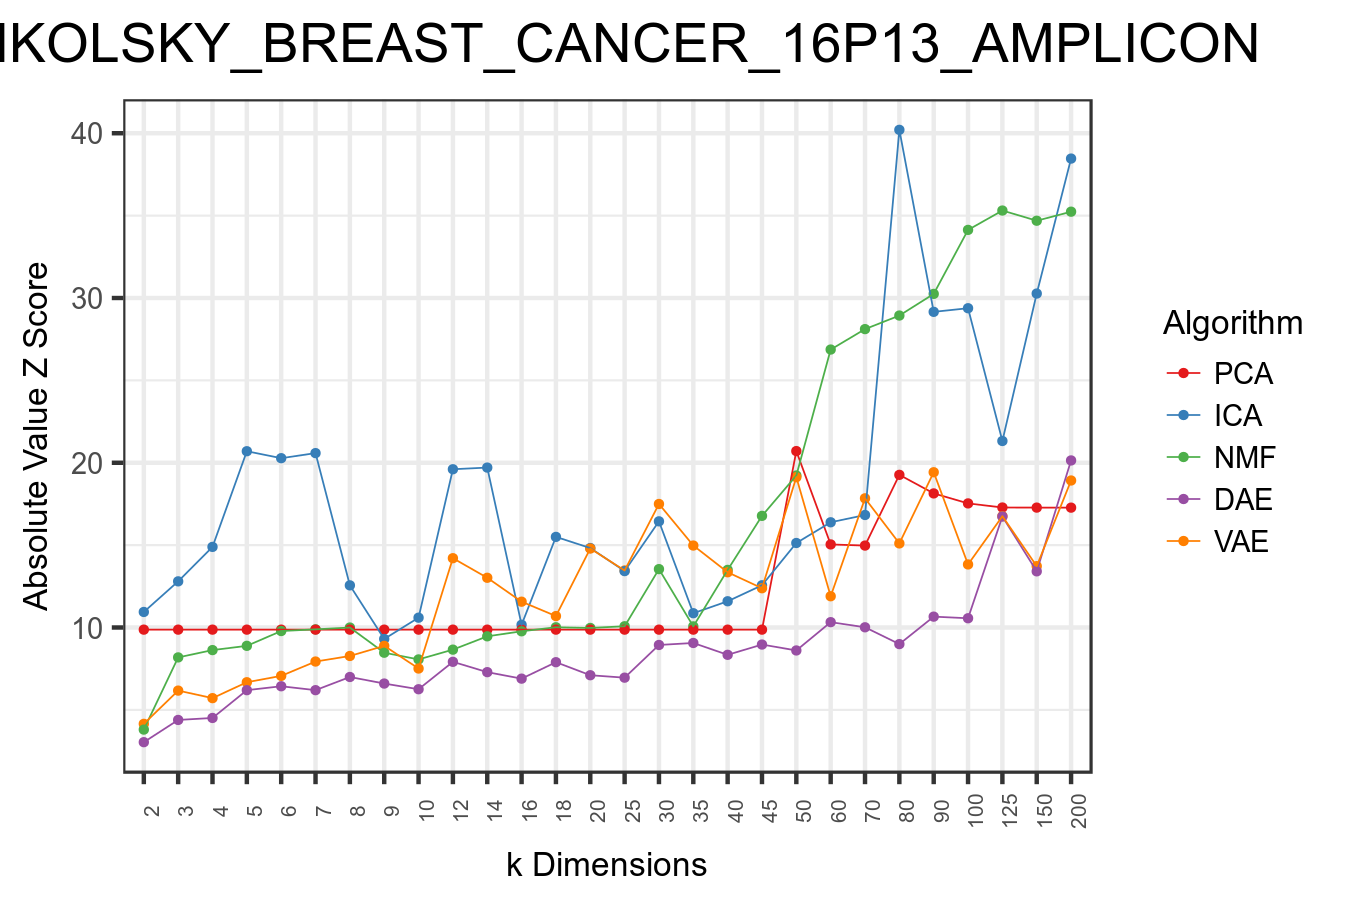 IKOLSKY_BREAST_CANCER_16P13_AMPLICON
40
30
20
10
Absolute Value Z Score
2 3 4 5 6 7 8 9 10 12 14 16 18 20 25 30 35 40 45 50 60 70 80 90 100 125 150 200
k Dimensions
Algorithm
PCA
ICA
NMF
DAE
VAE